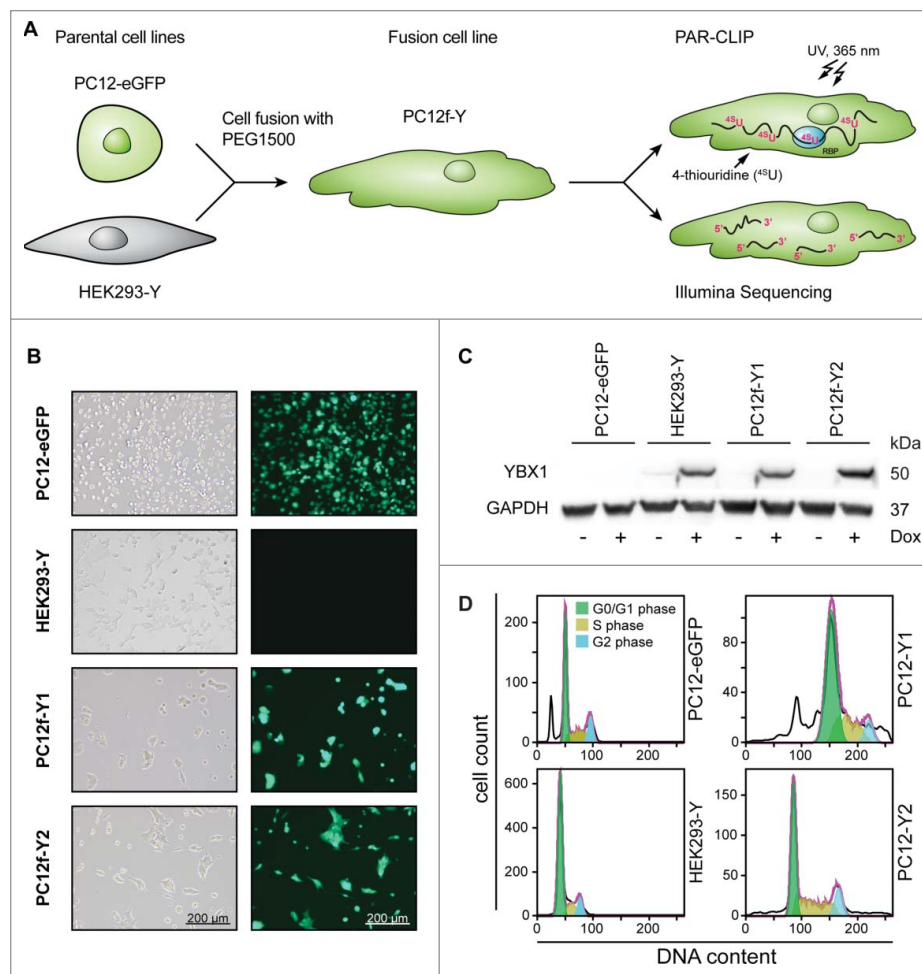 A
Parental cell lines
Fusion cell line
PAR-CLIP
PC12-eGFP
Cell fusion with
PEG1500
PC12f-Y
HEK293-Y
UV, 365 nm
4SU
4SU
4SU
4SU
RBP
4-thiouridine (4SU)
5' 3'
5' 3'
5'
3'
5' 3'
Illumina Sequencing
B
PC12-eGFP
HEK293-Y
PC12f-Y1
PC12f-Y2
200 µm
200 µm
C
PC12-eGFP
HEK293-Y
PC12f-Y1
PC12f-Y2
kDa
YBX1
50
GAPDH
37
- + - + - + - +
Dox
D
cell count
G0/G1 phase
S phase
G2 phase
200
100
50
0
0 100 200
PC12-eGFP
80
40
20
0
0 100 200
PC12-Y1
600
400
200
0
0 100 200
HEK293-Y
150
100
50
0
0 100 200
PC12-Y2
DNA content